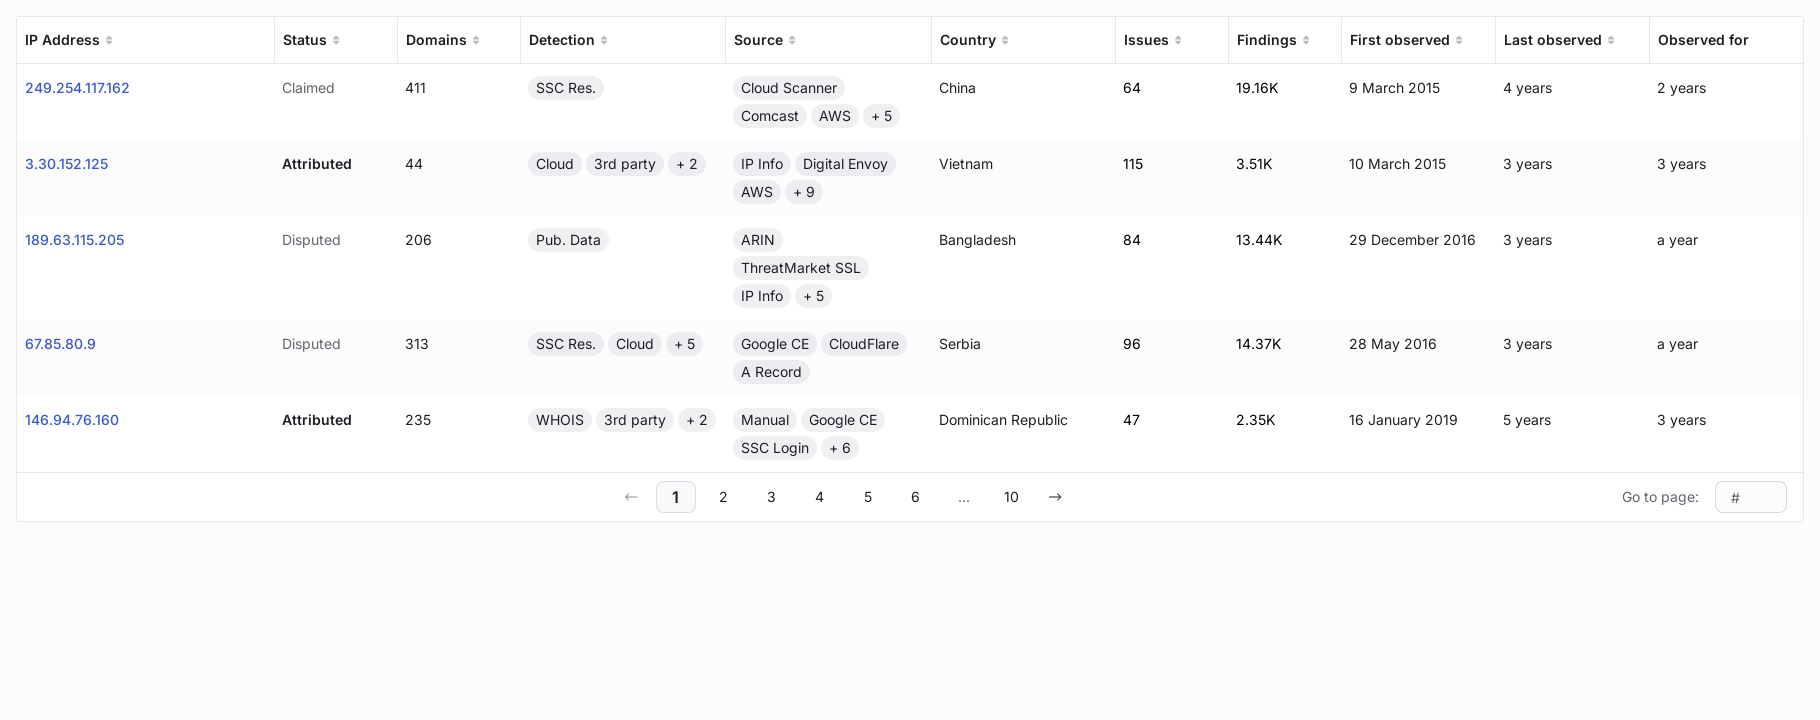 IP Address Status Domains Detection Source Country Issues Findings First observed Last observed Observed for
249.254.117.162 Claimed 411 SSC Res. Cloud Scanner China 64 19.16K 9 March 2015 4 years 2 years
Comcast AWS + 5
3.30.152.125 Attributed 44 Cloud 3rd party + 2 IP Info Digital Envoy Vietnam 115 3.51K 10 March 2015 3 years 3 years
AWS + 9
189.63.115.205 Disputed 206 Pub. Data ARIN Bangladesh 84 13.44K 29 December 2016 3 years a year
ThreatMarket SSL
IP Info + 5
67.85.80.9 Disputed 313 SSC Res. Cloud + 5 Google CE CloudFlare Serbia 96 14.37K 28 May 2016 3 years a year
A Record
146.94.76.160 Attributed 235 WHOIS 3rd party + 2 Manual Google CE Dominican Republic 47 2.35K 16 January 2019 5 years 3 years
SSC Login + 6
← 1 2 3 4 5 6 ... 10 → Go to page: #